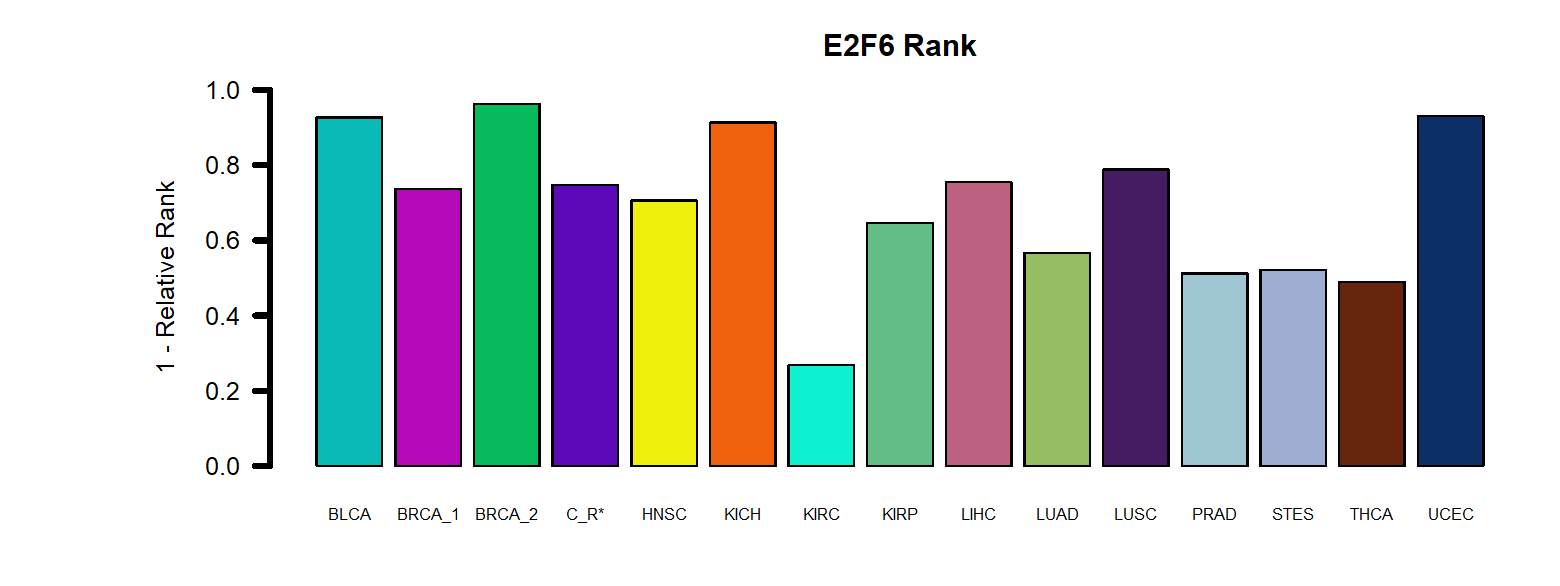 E2F6 Rank
1 - Relative Rank
1.0
0.8
0.6
0.4
0.2
0.0
BLCA BRCA_1 BRCA_2 C_R* HNSC KICH KIRC KIRP LIHC LUAD LUSC PRAD STES THCA UCEC